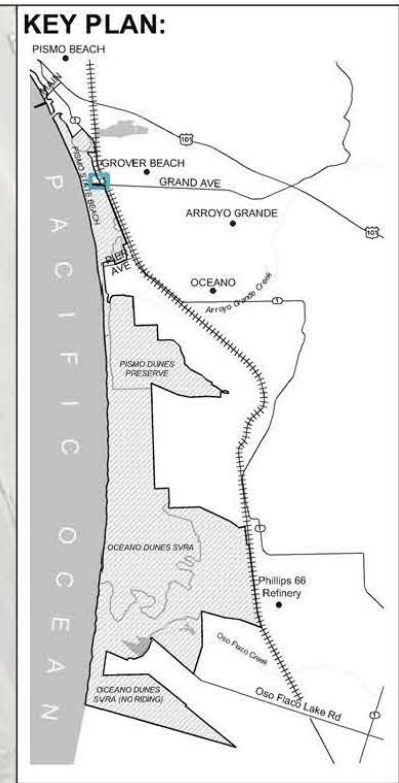 KEY PLAN:
PISMO BEACH
MAIN
1
101
PISMO STATE BEACH
GROVER BEACH
GRAND AVE
ARROYO GRANDE
101
PIER
AVE
OCEANO
Arroyo Grande Creek
1
PISMO DUNES
PRESERVE
PACIFIC OCEAN
1
OCEANO DUNES SVRA
Phillips 66
Refinery
Oso Flaco Creek
Oso Flaco Lake Rd
OCEANO DUNES
SVRA (NO RIDING)
1